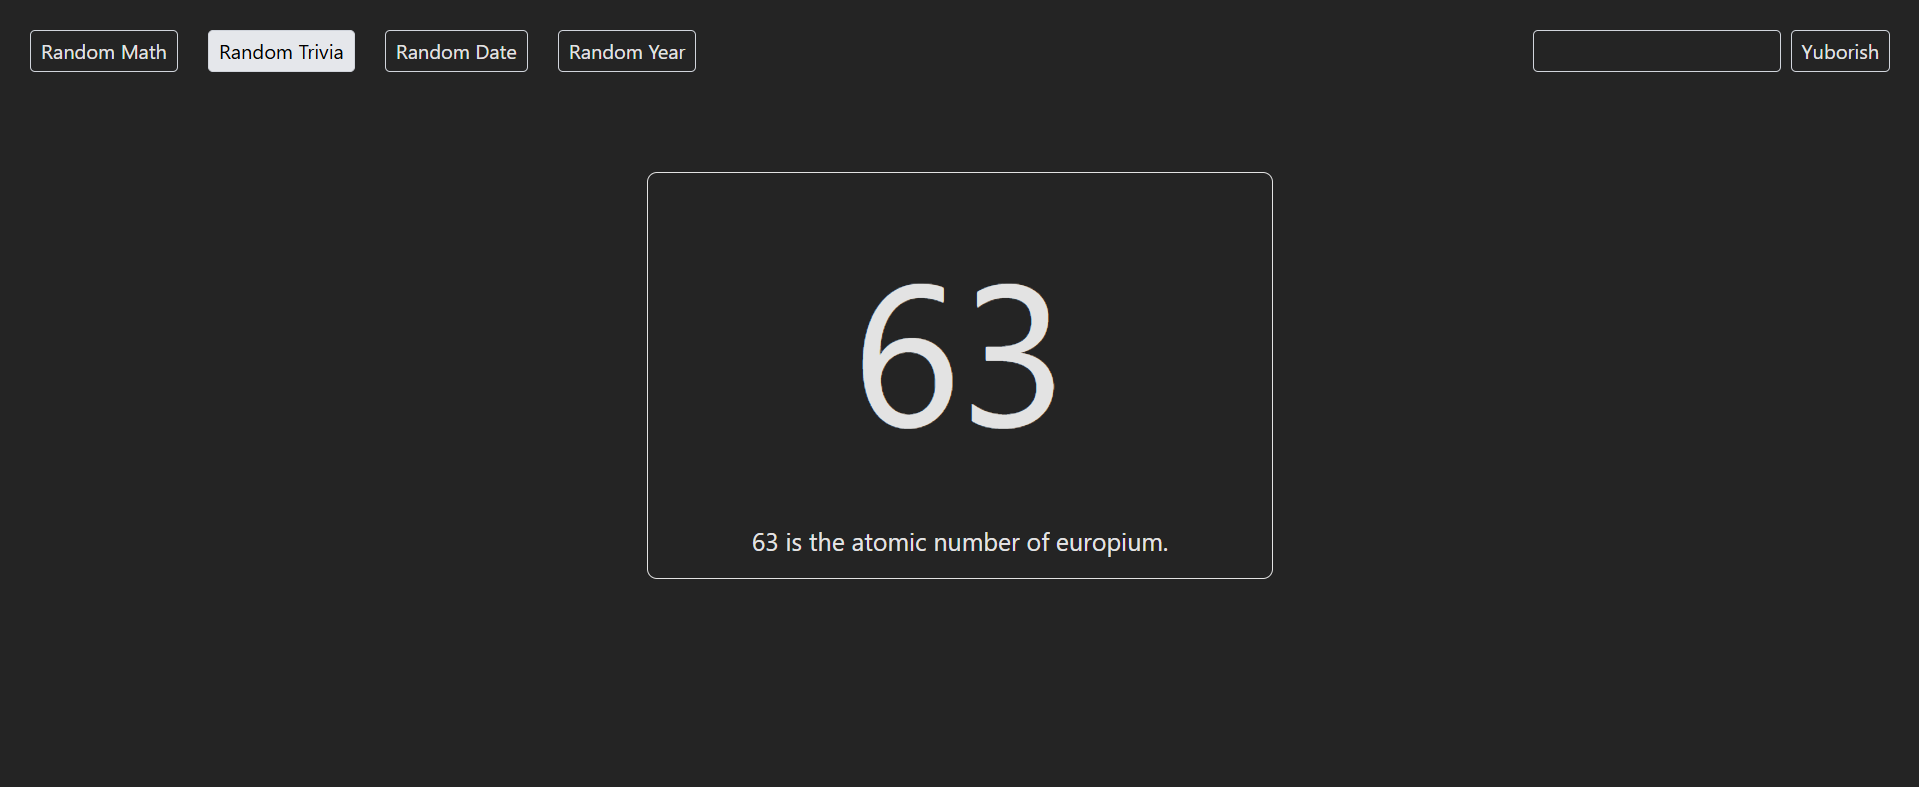 Random Math Random Trivia Random Date Random Year Yuborish
63
63 is the atomic number of europium.